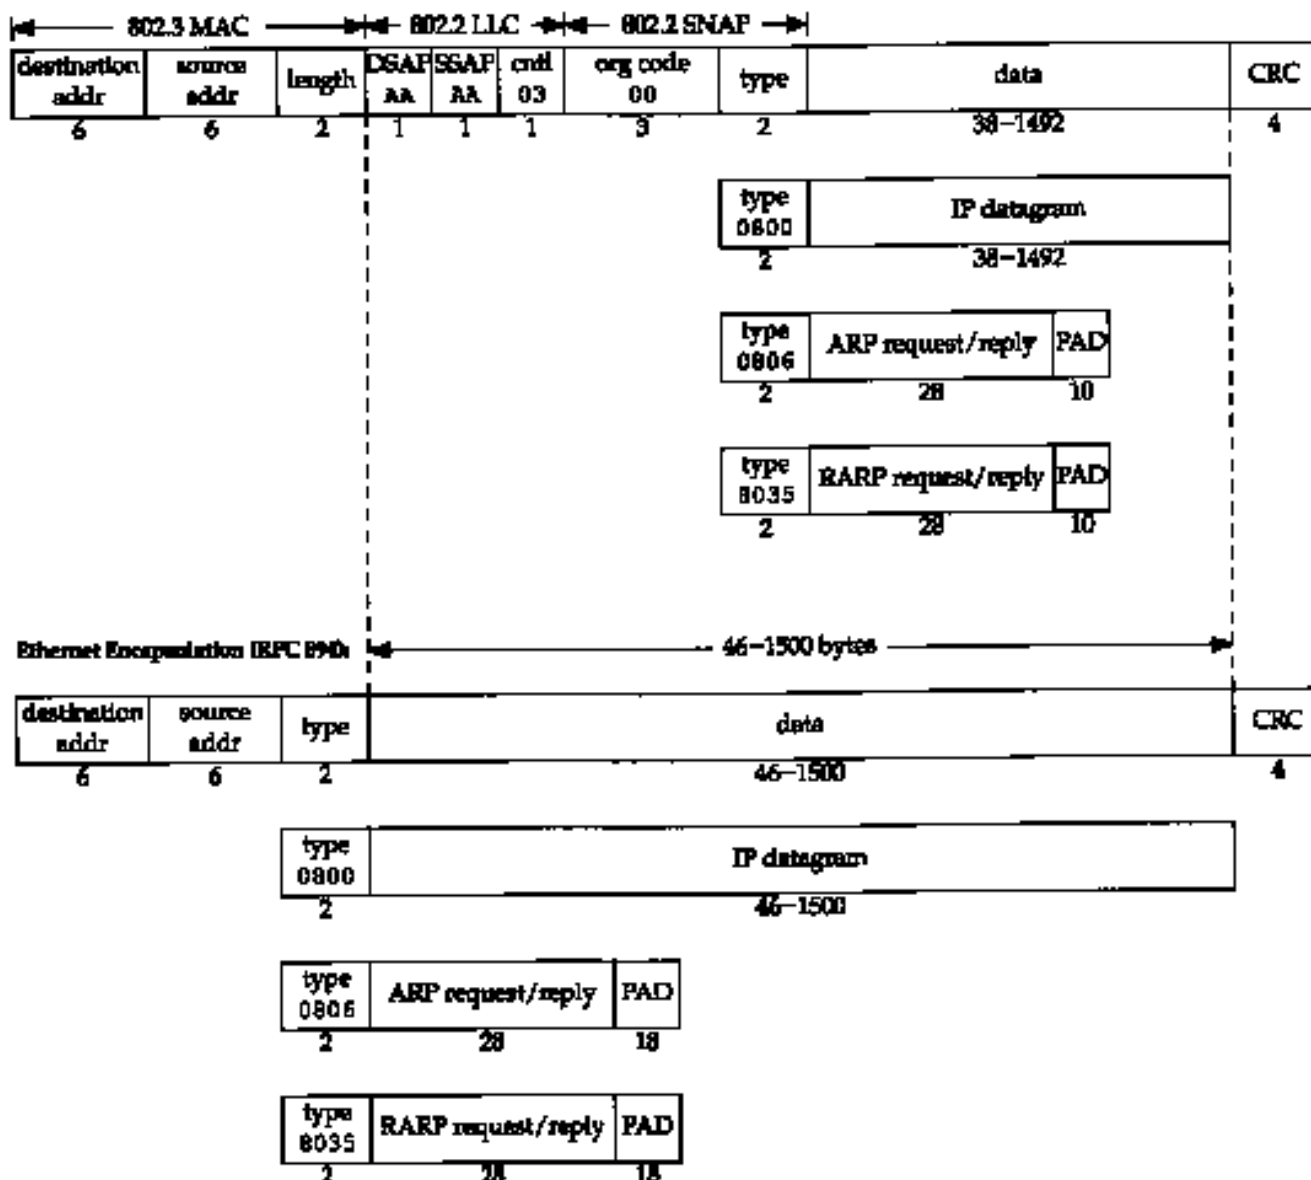 802.3 MAC 802.2 LLC 802.2 SNAP
destination addr source addr length DSAP AA SSAP AA cntl 03 org code 00 type data CRC
6 6 2 1 1 1 3 2 38-1492 4
type 0800 IP datagram
2 38-1492
type 0806 ARP request/reply PAD
2 28 10
type 8035 RARP request/reply PAD
2 28 10
Ethernet Encapsulation (RFC 894): 46-1500 bytes
destination addr source addr type data CRC
6 6 2 46-1500 4
type 0800 IP datagram
2 46-1500
type 0806 ARP request/reply PAD
2 28 18
type 8035 RARP request/reply PAD
2 28 18